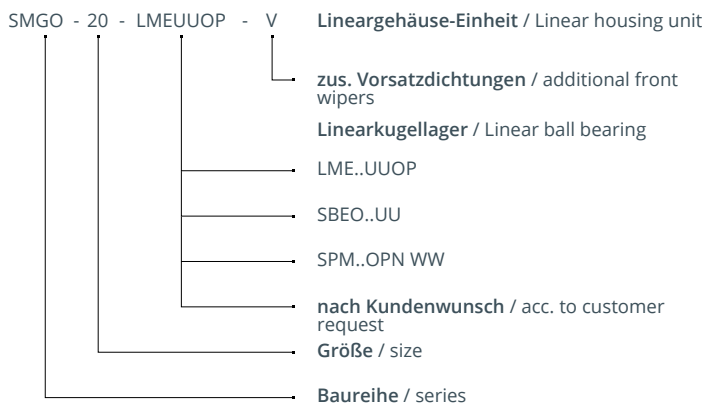 SMGO - 20 - LMEUUOP - V Lineargehäuse-Einheit / Linear housing unit
zus. Vorsatzdichtungen / additional front
wipers
Linearkugellager / Linear ball bearing
LME..UUOP
SBEO..UU
SPM..OPN WW
nach Kundenwunsch / acc. to customer
request
Größe / size
Baureihe / series